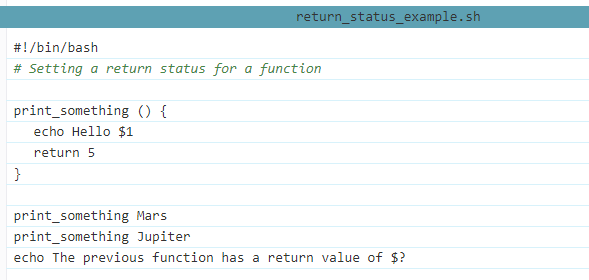 return_status_example.sh
#!/bin/bash
# Setting a return status for a function
print_something () {
echo Hello $1
return 5
}
print_something Mars
print_something Jupiter
echo The previous function has a return value of $?